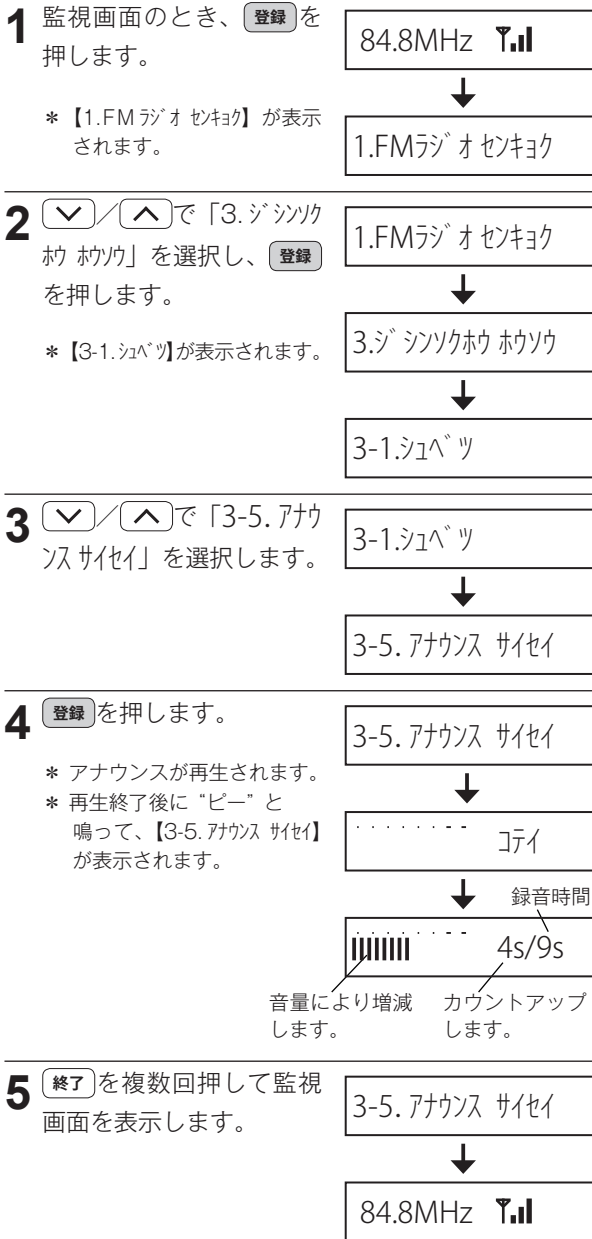 1 監視画面のとき、登録を
押します。
＊【1.FMﾗｼﾞｵ ｾﾝｷｮｸ】が表示
されます。
84.8MHz
1.FMﾗｼﾞｵ ｾﾝｷｮｸ
2 ／ で「3.ｼﾞｼﾝｿｸ
ﾎｳ ﾎｳｿｳ」を選択し、登録
を押します。
＊【3-1.ｼｭﾍﾞﾂ】が表示されます。
1.FMﾗｼﾞｵ ｾﾝｷｮｸ
3.ｼﾞｼﾝｿｸﾎｳ ﾎｳｿｳ
3-1.ｼｭﾍﾞﾂ
3 ／ で「3-5.ｱﾅｳ
ﾝｽ ｻｲｾｲ」を選択します。
3-1.ｼｭﾍﾞﾂ
3-5.ｱﾅｳﾝｽ ｻｲｾｲ
4 登録を押します。
＊ アナウンスが再生されます。
＊ 再生終了後に“ピー”と
鳴って、【3-5.ｱﾅｳﾝｽ ｻｲｾｲ】
が表示されます。
3-5.ｱﾅｳﾝｽ ｻｲｾｲ
ｺﾃｲ
録音時間
4s/9s
音量により増減
します。
カウントアップ
します。
5 終了を複数回押して監視
画面を表示します。
3-5.ｱﾅｳﾝｽ ｻｲｾｲ
84.8MHz